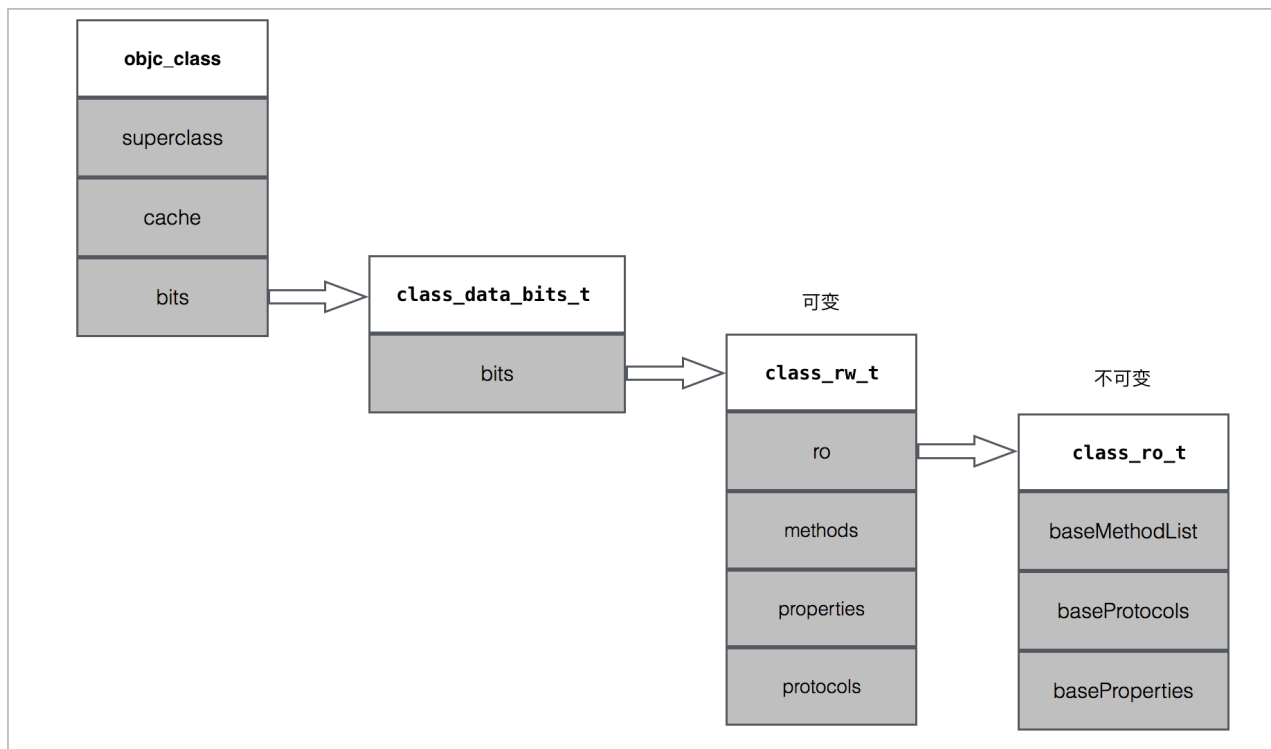 objc_class
superclass
cache
bits
class_data_bits_t
bits
可变
class_rw_t
ro
methods
properties
protocols
不可变
class_ro_t
baseMethodList
baseProtocols
baseProperties